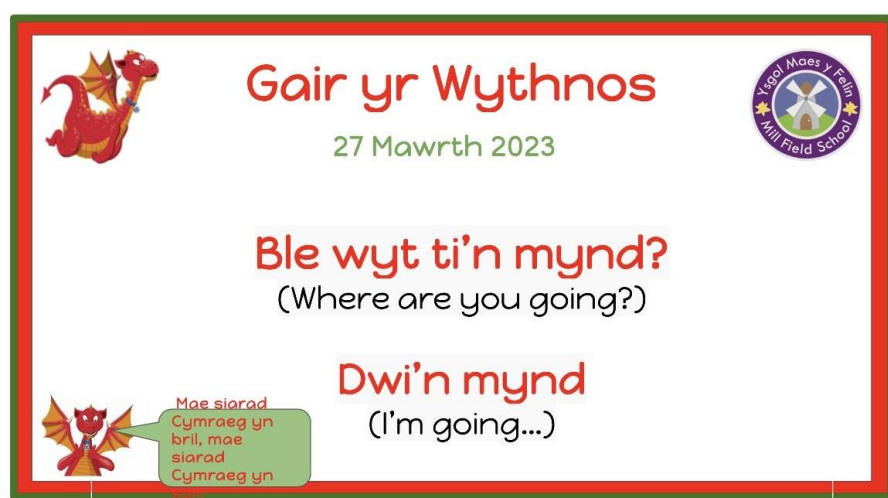 Gair yr Wythnos
27 Mawrth 2023
Ysgol Maes y Felin
Mill Field School
Ble wyt ti'n mynd?
(Where are you going?)
Dwi'n mynd
(I'm going...)
Mae siarad
Cymraeg yn
bril, mae
siarad
Cymraeg yn